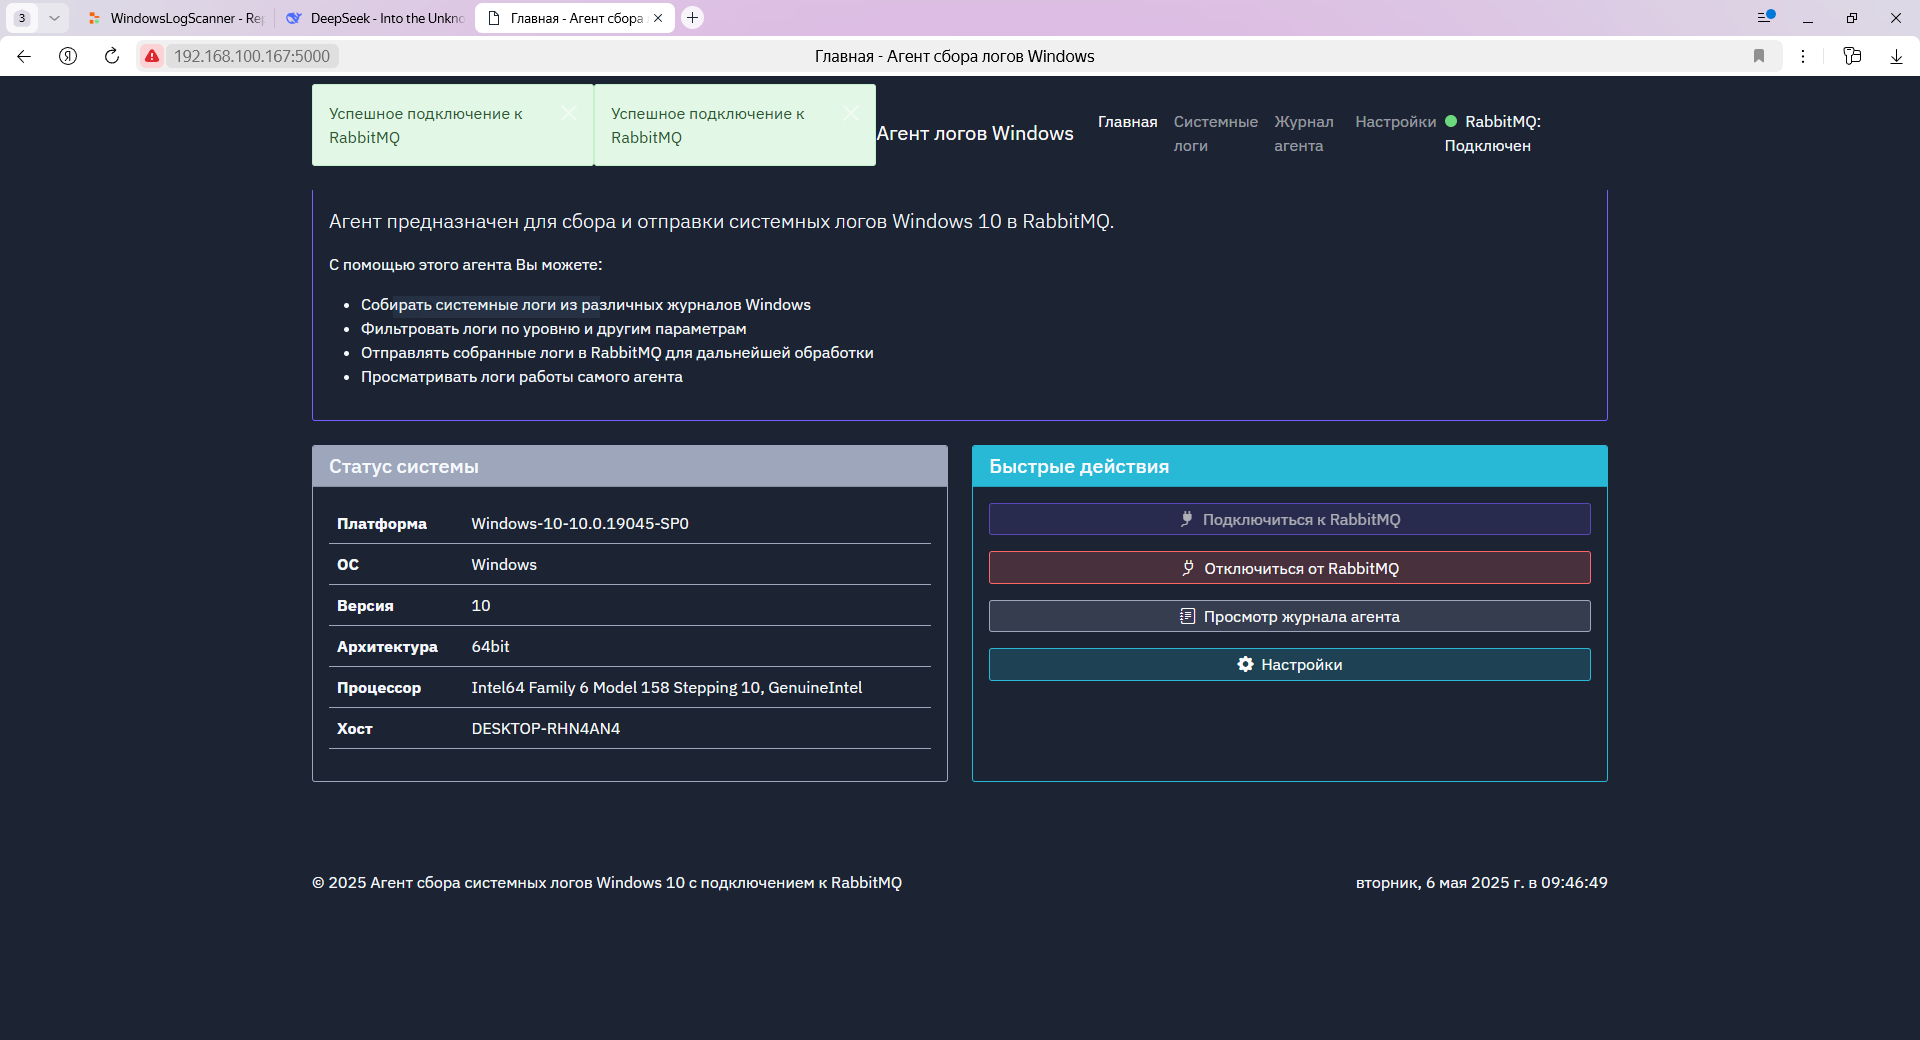 3
WindowsLogScanner - Re
DeepSeek - Into the Unkno
Главная - Агент сбора
192.168.100.167:5000
Главная - Агент сбора логов Windows
Успешное подключение к
RabbitMQ
Успешное подключение к
RabbitMQ
Агент логов Windows
Главная
Системные
логи
Журнал
агента
Настройки
RabbitMQ:
Подключен
Агент предназначен для сбора и отправки системных логов Windows 10 в RabbitMQ.
С помощью этого агента Вы можете:
• Собирать системные логи из различных журналов Windows
• Фильтровать логи по уровню и другим параметрам
• Отправлять собранные логи в RabbitMQ для дальнейшей обработки
• Просматривать логи работы самого агента
Статус системы
Платформа Windows-10-10.0.19045-SP0
ОС Windows
Версия 10
Архитектура 64bit
Процессор Intel64 Family 6 Model 158 Stepping 10, GenuineIntel
Хост DESKTOP-RHN4AN4
Быстрые действия
Подключиться к RabbitMQ
Отключиться от RabbitMQ
Просмотр журнала агента
Настройки
© 2025 Агент сбора системных логов Windows 10 с подключением к RabbitMQ
вторник, 6 мая 2025 г. в 09:46:49